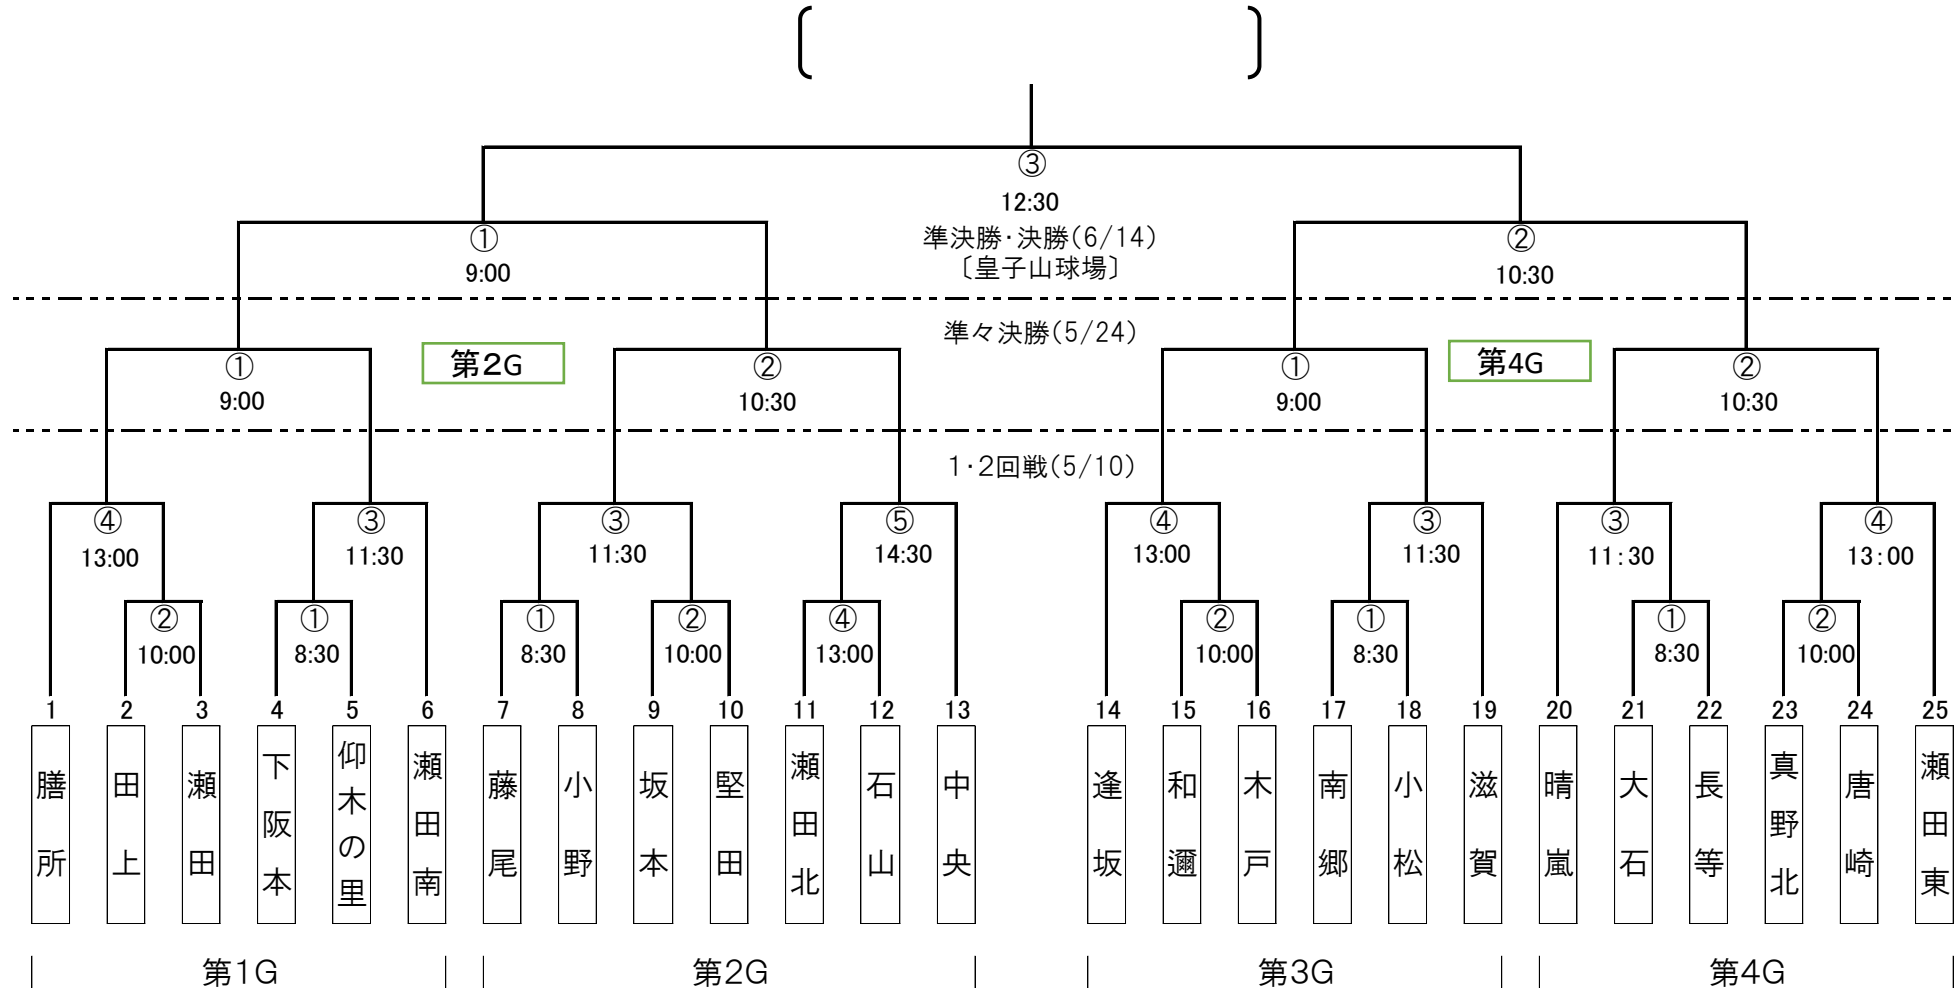 ③
12:30
準決勝・決勝(6/14)
〔皇子山球場〕
①
9:00
②
10:30
準々決勝(5/24)
第2G
第4G
①
9:00
②
10:30
①
9:00
②
10:30
1・2回戦(5/10)
④
13:00
③
11:30
③
11:30
⑤
14:30
④
13:00
③
11:30
③
11:30
④
13:00
②
10:00
①
8:30
①
8:30
②
10:00
④
13:00
②
10:00
①
8:30
①
8:30
②
10:00
1 2 3 4 5 6 7 8 9 10 11 12 13 14 15 16 17 18 19 20 21 22 23 24 25
膳所
田上
瀬田
下阪本
仰木の里
瀬田南
藤尾
小野
坂本
堅田
瀬田北
石山
中央
逢坂
和邇
木戸
南郷
小松
滋賀
晴嵐
大石
長等
真野北
唐崎
瀬田東
第1G 第2G 第3G 第4G